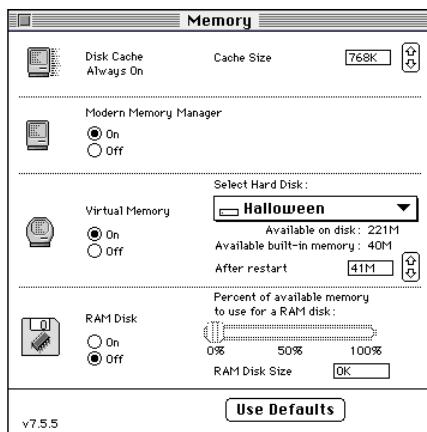 Memory
Disk Cache
Always On
Cache Size
768K
Modern Memory Manager
On
Off
Select Hard Disk:
Halloween
Virtual Memory
On
Off
Available on disk: 221M
Available built-in memory: 40M
After restart
41M
Percent of available memory
to use for a RAM disk:
RAM Disk
On
Off
0% 50% 100%
RAM Disk Size
0K
Use Defaults
v7.5.5